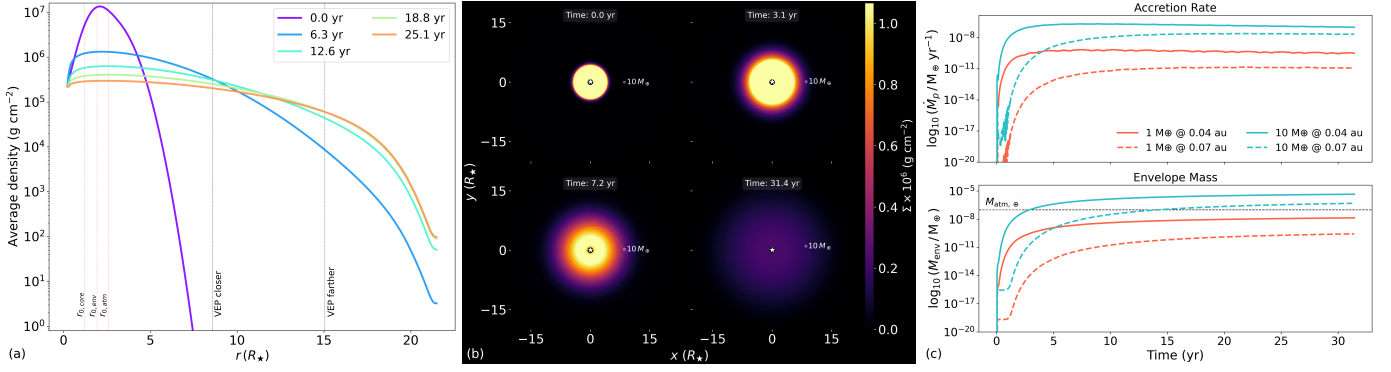 10⁷
10⁶
10⁵
10⁴
10³
10²
10¹
10⁰
Average density (g cm⁻²)
0.0 yr
6.3 yr
12.6 yr
18.8 yr
25.1 yr
r₀,core
r₀,env
r₀,atm
VEP closer
VEP farther
0 5 10 15 20
r (R★)
(a)
Time: 0.0 yr
10 M⊕
Time: 3.1 yr
10 M⊕
Time: 7.2 yr
10 M⊕
Time: 31.4 yr
10 M⊕
15
0
−15
15
0
−15
y (R★)
−15 0 15 −15 0 15
x (R★)
(b)
1.0
0.8
0.6
0.4
0.2
0.0
Σ × 10⁶ (g cm⁻²)
Accretion Rate
10⁻⁸
10⁻¹¹
10⁻¹⁴
10⁻¹⁷
10⁻²⁰
log₁₀(Ṁₚ / M⊕ yr⁻¹)
1 M⊕ @ 0.04 au
1 M⊕ @ 0.07 au
10 M⊕ @ 0.04 au
10 M⊕ @ 0.07 au
Envelope Mass
10⁻⁵
10⁻⁸
10⁻¹¹
10⁻¹⁴
10⁻¹⁷
10⁻²⁰
log₁₀(Mₑₙᵥ / M⊕)
Mₐₜₘ, ⊕
0 5 10 15 20 25 30
Time (yr)
(c)